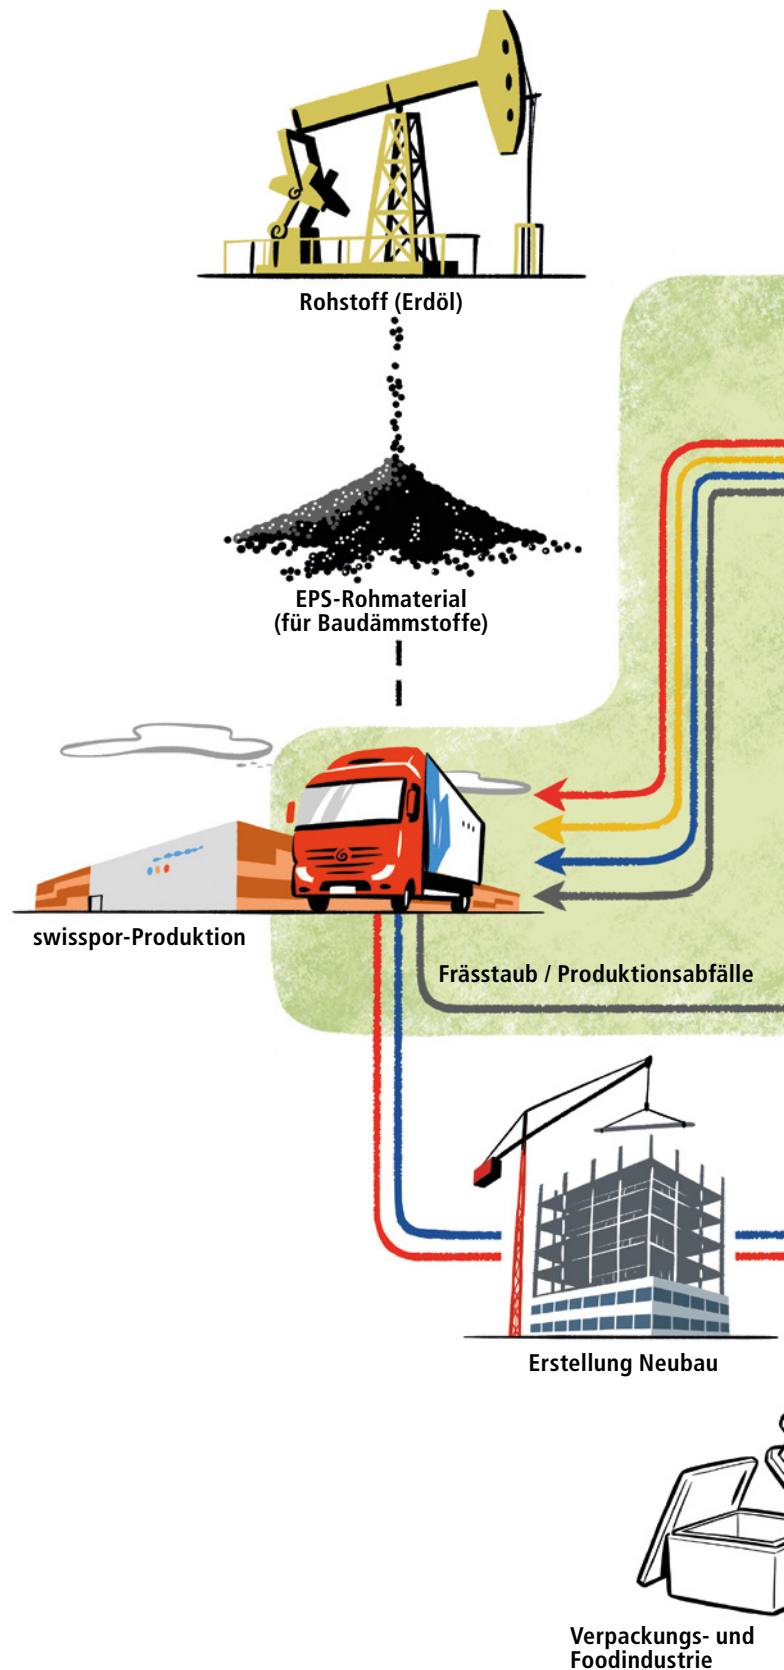 Rohstoff (Erdöl)
EPS-Rohmaterial
(für Baudämmstoffe)
swisspor-Produktion
Frässtaub / Produktionsabfälle
Erstellung Neubau
Verpackungs- und
Foodindustrie